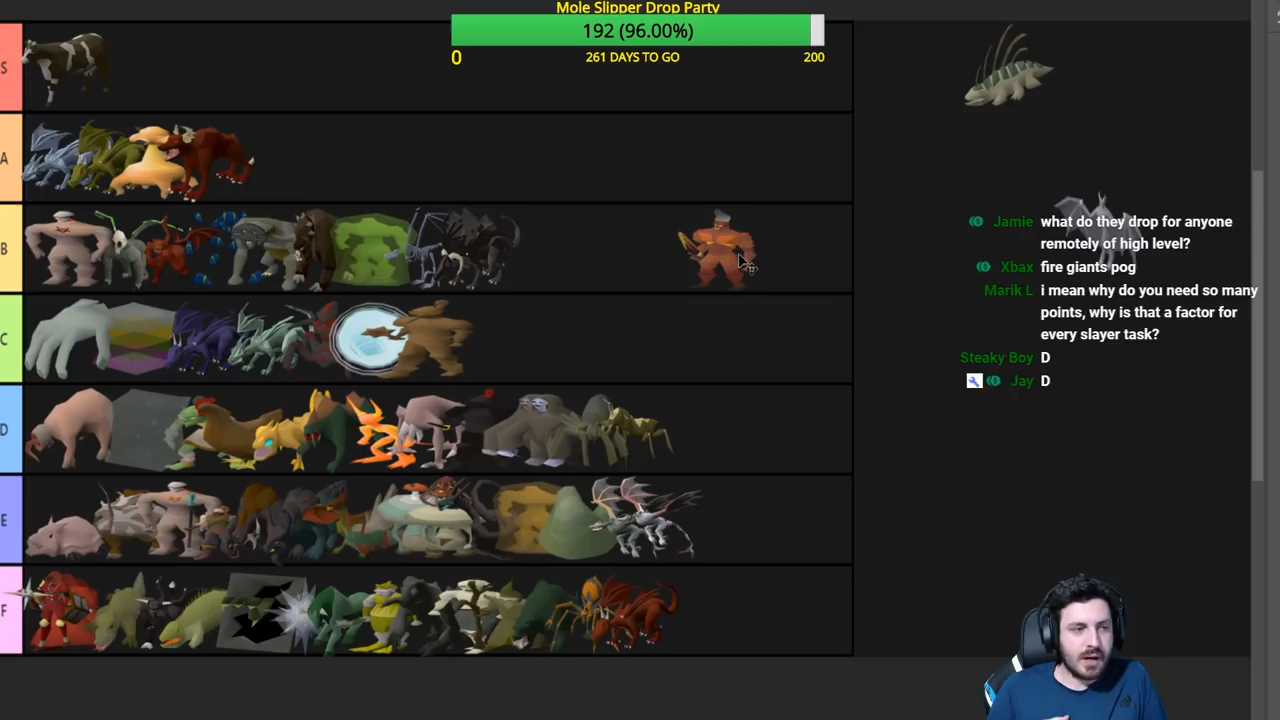 Mole Slipper Drop Party
192 (96.00%)
0
261 DAYS TO GO
200
S
A
B
C
D
E
F
Jamie what do they drop for anyone
remotely of high level?
Xbax fire giants pog
Marik L i mean why do you need so many
points, why is that a factor for
every slayer task?
Steaky Boy D
Jay D